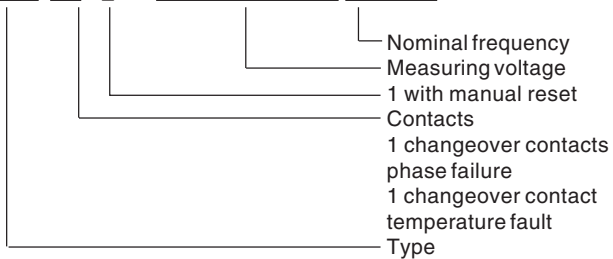 Nominal frequency
Measuring voltage
1 with manual reset
Contacts
1 changeover contacts
phase failure
1 changeover contact
temperature fault
Type